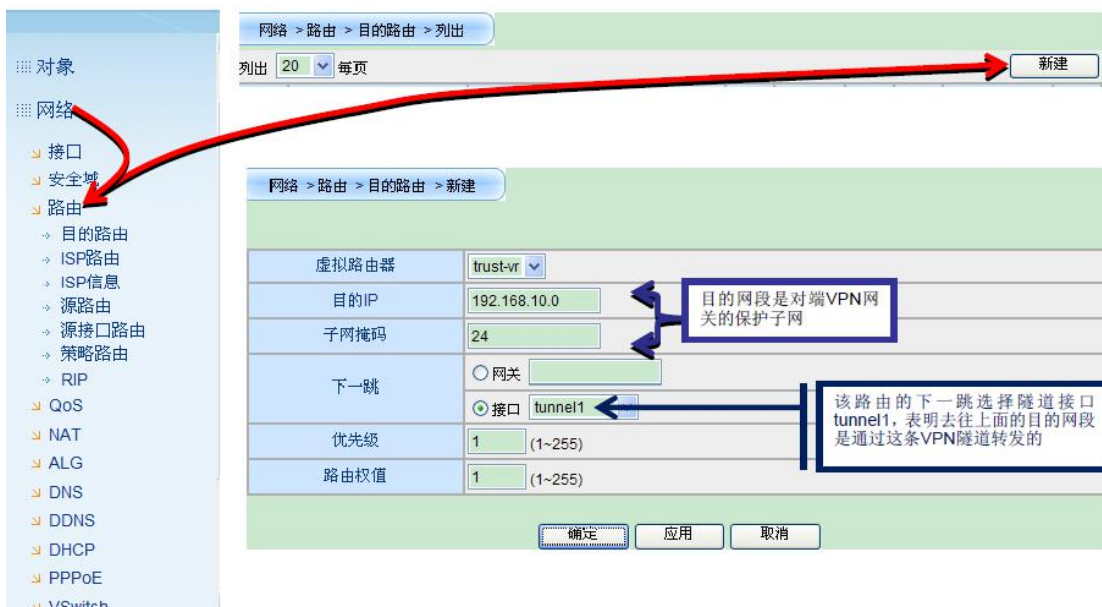 对象
网络
接口
安全域
路由
目的路由
ISP路由
ISP信息
源路由
源接口路由
策略路由
RIP
QoS
NAT
ALG
DNS
DDNS
DHCP
PPPoE
VSwitch
网络 >路由 > 目的路由 >列出
列出 20 每页
新建
网络 >路由 >目的路由 >新建
虚拟路由器 trust-vr
目的IP 192.168.10.0
子网掩码 24
目的网段是对端VPN网
关的保护子网
下一跳
网关
接口 tunnel1
该路由的下一跳选择隧道接口
tunnel1，表明去往上面的目的网段
是通过这条VPN隧道转发的
优先级 1 (1~255)
路由权值 1 (1~255)
确定 应用 取消